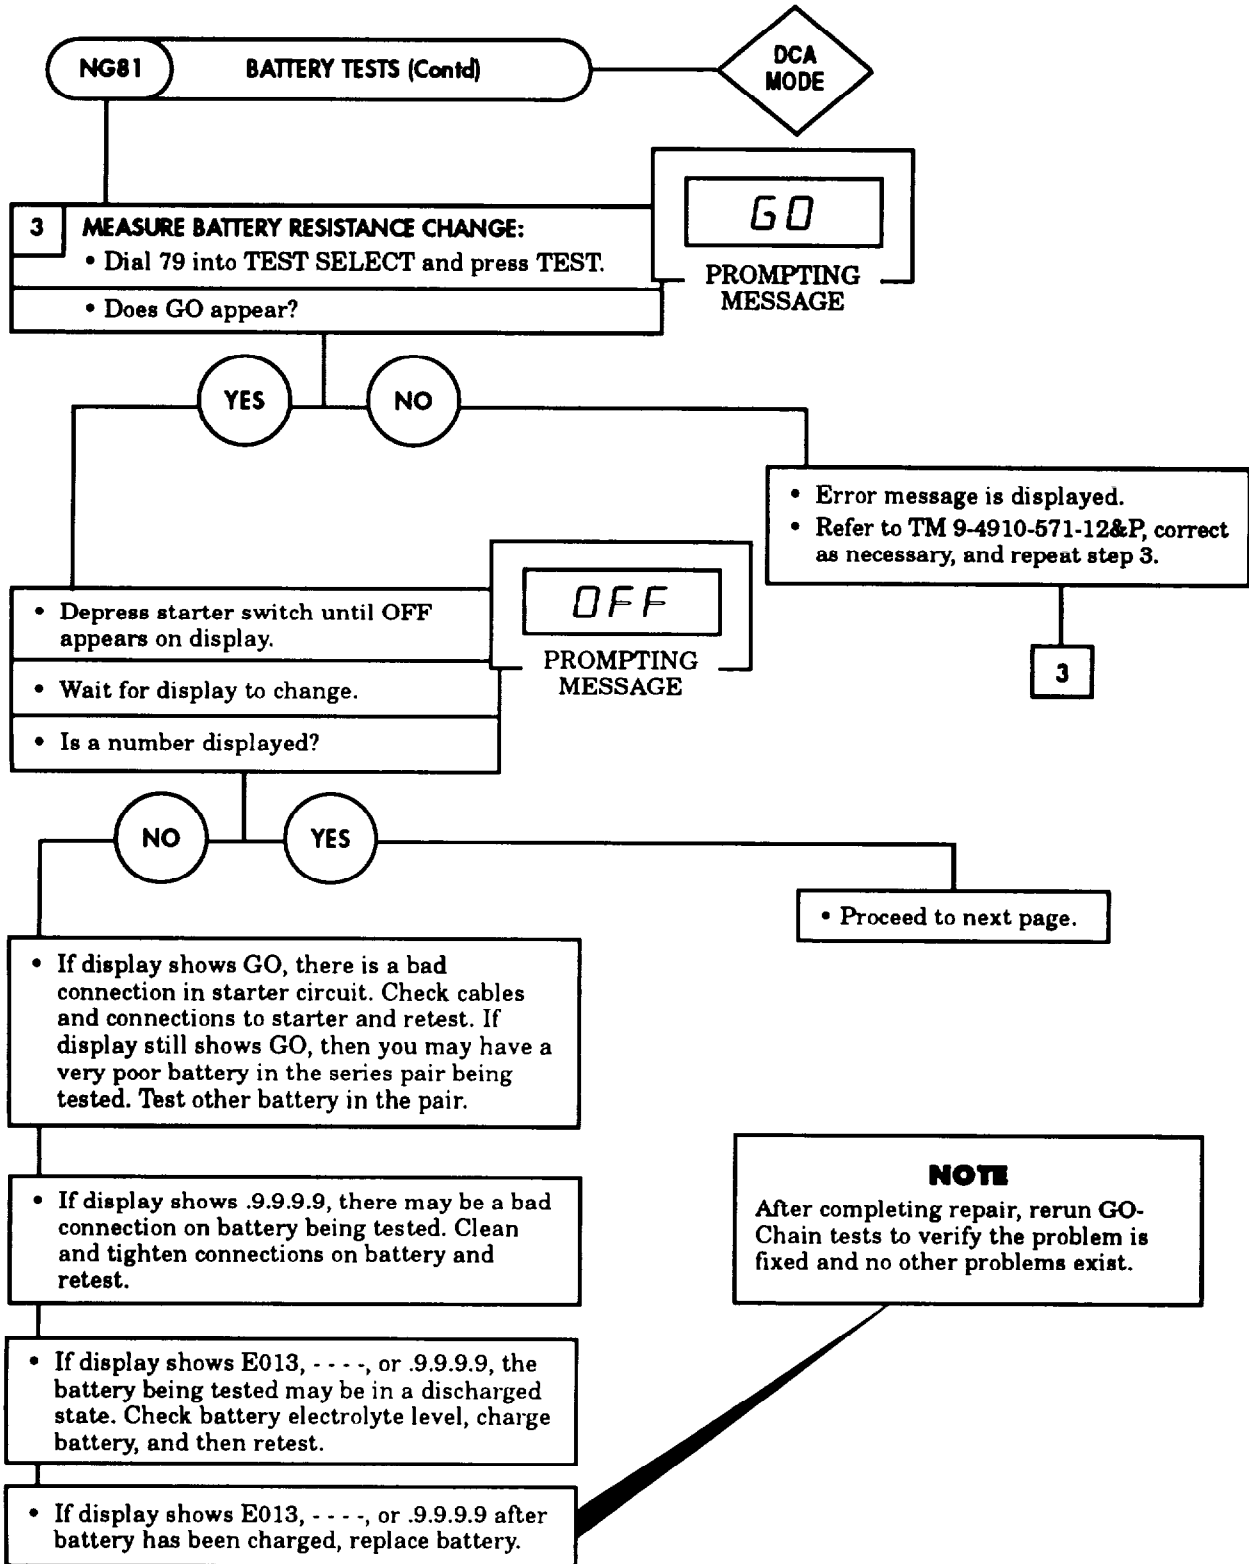 NG81 BATTERY TESTS (Contd)
DCA
MODE
GO
PROMPTING
MESSAGE
3 MEASURE BATTERY RESISTANCE CHANGE:
• Dial 79 into TEST SELECT and press TEST.
• Does GO appear?
YES NO
• Error message is displayed.
• Refer to TM 9-4910-571-12&P, correct
as necessary, and repeat step 3.
3
• Depress starter switch until OFF
appears on display.
• Wait for display to change.
• Is a number displayed?
OFF
PROMPTING
MESSAGE
NO YES
• Proceed to next page.
• If display shows GO, there is a bad
connection in starter circuit. Check cables
and connections to starter and retest. If
display still shows GO, then you may have a
very poor battery in the series pair being
tested. Test other battery in the pair.
• If display shows .9.9.9.9, there may be a bad
connection on battery being tested. Clean
and tighten connections on battery and
retest.
• If display shows E013, - - - -, or .9.9.9.9, the
battery being tested may be in a discharged
state. Check battery electrolyte level, charge
battery, and then retest.
• If display shows E013, - - - -, or .9.9.9.9 after
battery has been charged, replace battery.
NOTE
After completing repair, rerun GO-
Chain tests to verify the problem is
fixed and no other problems exist.